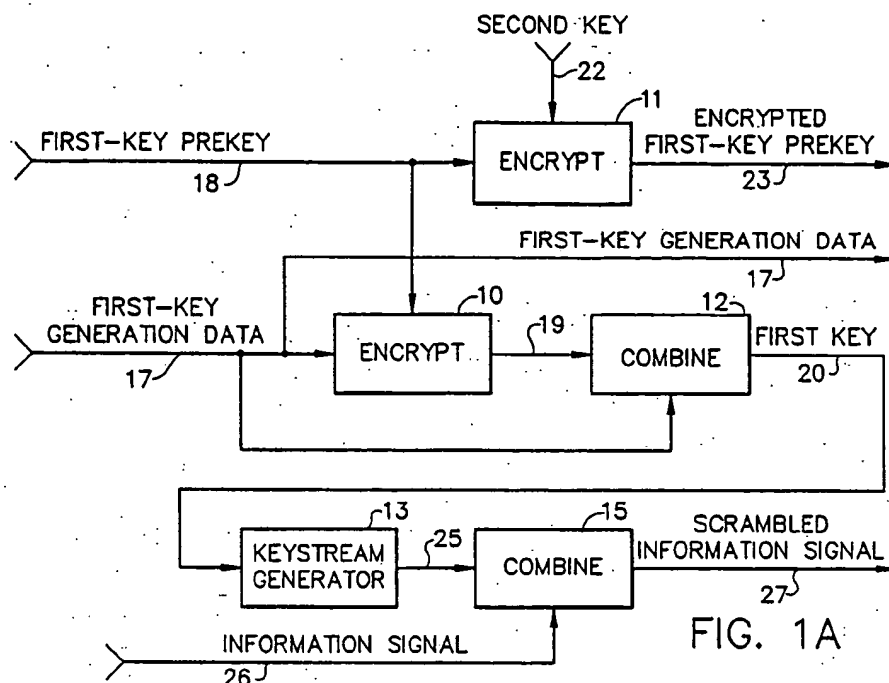 SECOND KEY
22
11
FIRST-KEY PREKEY
18
ENCRYPT
ENCRYPTED
FIRST-KEY PREKEY
23
FIRST-KEY GENERATION DATA
17
FIRST-KEY
GENERATION DATA
17
10
ENCRYPT
19
12
COMBINE
FIRST KEY
20
13
KEYSTREAM
GENERATOR
25
15
COMBINE
SCRAMBLED
INFORMATION SIGNAL
27
INFORMATION SIGNAL
26
FIG. 1A